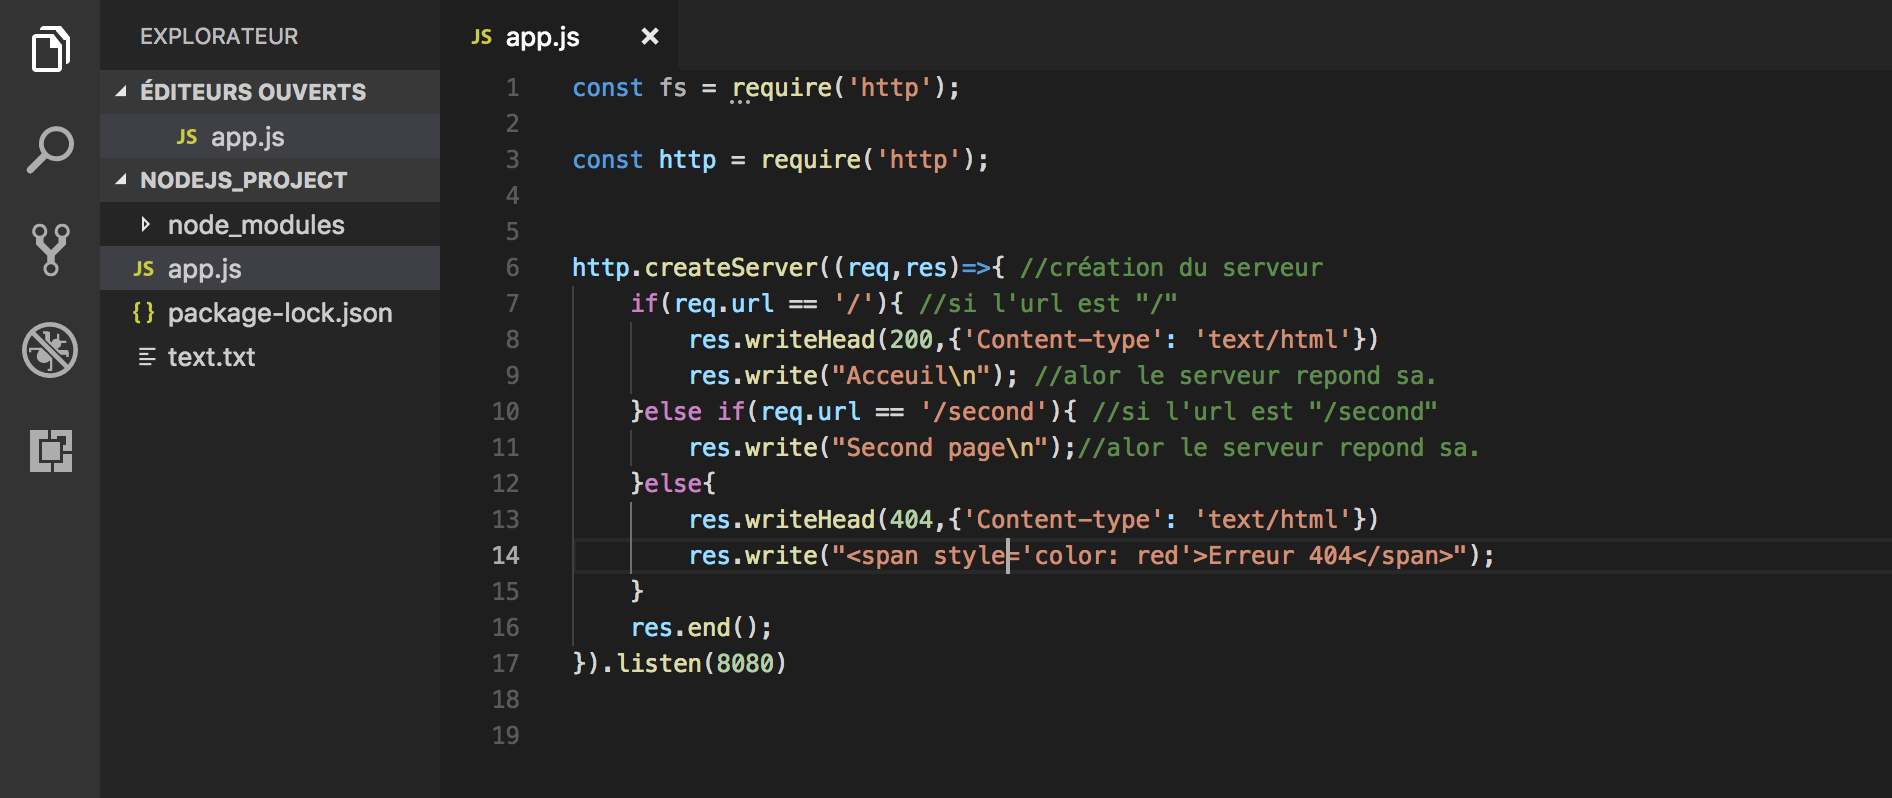 EXPLORATEUR
ÉDITEURS OUVERTS
JS app.js
NODEJS_PROJECT
node_modules
JS app.js
{} package-lock.json
text.txt
JS app.js ×
1 const fs = require('http');
2
3 const http = require('http');
4
5
6 http.createServer((req,res)=>{ //création du serveur
7 if(req.url == '/'){ //si l'url est "/"
8 res.writeHead(200,{'Content-type': 'text/html'})
9 res.write("Acceuil\n"); //alor le serveur repond sa.
10 }else if(req.url == '/second'){ //si l'url est "/second"
11 res.write("Second page\n");//alor le serveur repond sa.
12 }else{
13 res.writeHead(404,{'Content-type': 'text/html'})
14 res.write("<span style='color: red'>Erreur 404</span>");
15 }
16 res.end();
17 }).listen(8080)
18
19